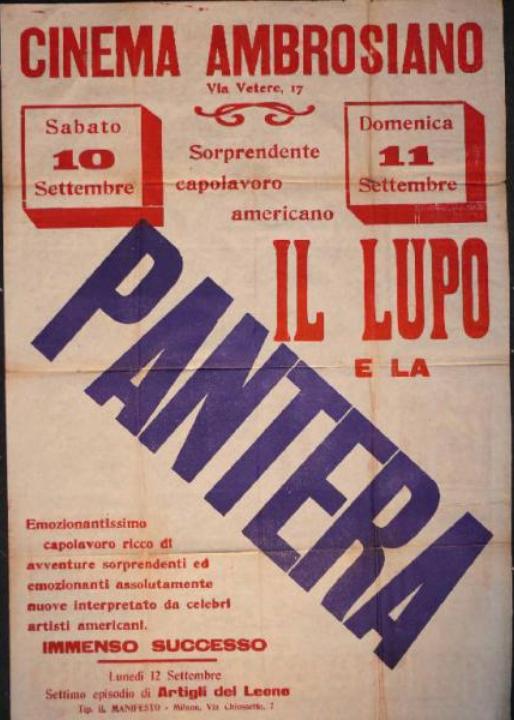 CINEMA AMBROSIANO
Via Vetere, 17
Sabato
10
Settembre
Domenica
11
Settembre
Sorprendente
capolavoro
americano
IL LUPO
E LA
PANTERA
Emozionantissimo
capolavoro ricco di
avventure sorprendenti ed
emozionanti assolutamente
nuove interpretato da celebri
artisti americani.
IMMENSO SUCCESSO
Lunedì 12 Settembre
Settimo episodio di Artigli del Leone
Tip. IL MANIFESTO - Milano, Via Chiossetto, 7